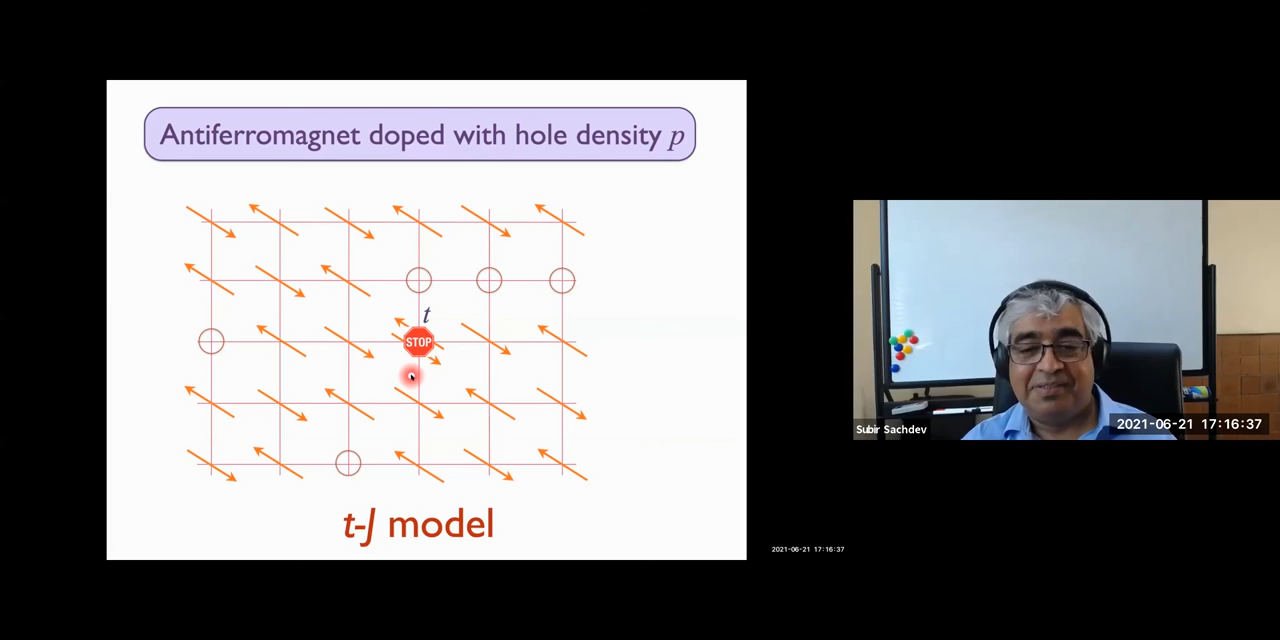 Antiferromagnet doped with hole density p
t
STOP
t-J model
Subir Sachdev
2021-06-21 17:16:37
2021-06-21 17:16:37